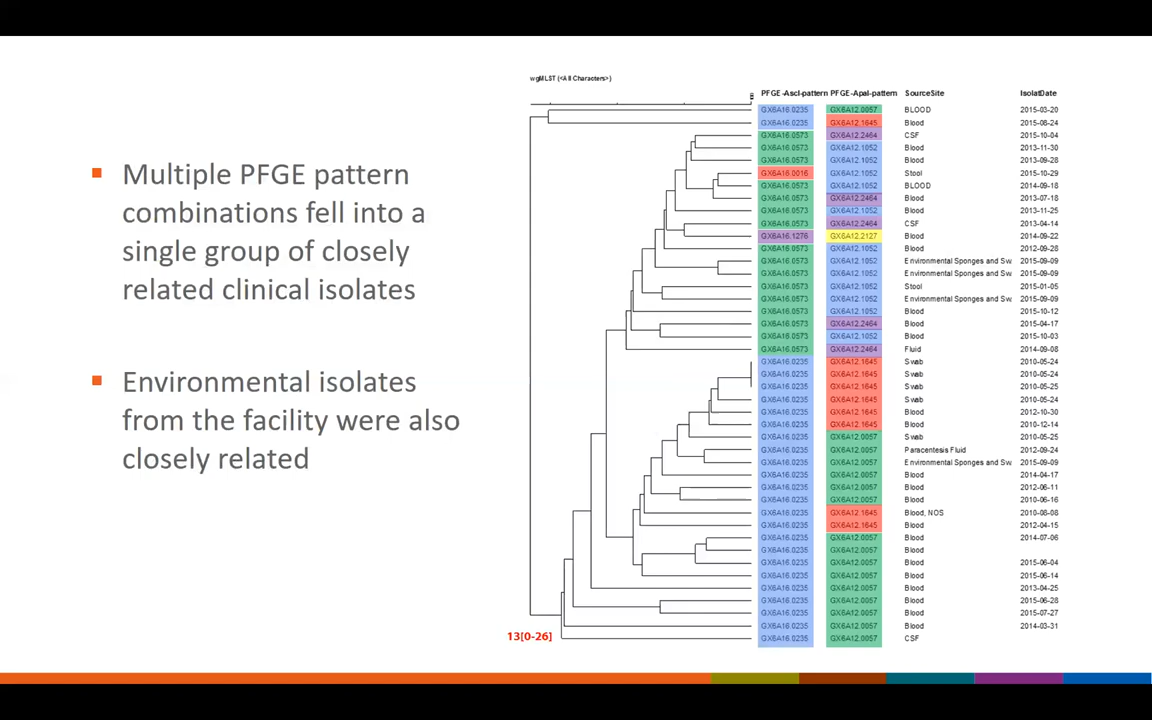 Multiple PFGE pattern
combinations fell into a
single group of closely
related clinical isolates
Environmental isolates
from the facility were also
closely related
wgMLST (<All Characters>)
PFGE-AscI-pattern PFGE-ApaI-pattern SourceSite IsolatDate
GX6A16.0235 GX6A12.0057 BLOOD 2015-03-20
GX6A16.0235 GX6A12.1645 Blood 2015-08-24
GX6A16.0573 GX6A12.2464 CSF 2015-10-04
GX6A16.0573 GX6A12.1052 Blood 2013-11-30
GX6A16.0573 GX6A12.1052 Blood 2013-09-28
GX6A16.0016 GX6A12.1052 Stool 2015-10-29
GX6A16.0573 GX6A12.1052 BLOOD 2014-09-18
GX6A16.0573 GX6A12.2464 Blood 2013-07-18
GX6A16.0573 GX6A12.1052 Blood 2013-11-25
GX6A16.0573 GX6A12.2464 CSF 2013-04-14
GX6A16.1276 GX6A12.2127 Blood 2014-09-22
GX6A16.0573 GX6A12.1052 Blood 2012-09-28
GX6A16.0573 GX6A12.1052 Environmental Sponges and Sw. 2015-09-09
GX6A16.0573 GX6A12.1052 Environmental Sponges and Sw. 2015-09-09
GX6A16.0573 GX6A12.1052 Stool 2015-01-05
GX6A16.0573 GX6A12.1052 Environmental Sponges and Sw. 2015-09-09
GX6A16.0573 GX6A12.1052 Blood 2015-10-12
GX6A16.0573 GX6A12.2464 Blood 2015-04-17
GX6A16.0573 GX6A12.1052 Blood 2015-10-03
GX6A16.0573 GX6A12.2464 Fluid 2014-09-08
GX6A16.0235 GX6A12.1645 Swab 2010-05-24
GX6A16.0235 GX6A12.1645 Swab 2010-05-24
GX6A16.0235 GX6A12.1645 Swab 2010-05-25
GX6A16.0235 GX6A12.1645 Swab 2010-05-24
GX6A16.0235 GX6A12.1645 Blood 2012-10-30
GX6A16.0235 GX6A12.1645 Blood 2010-12-14
GX6A16.0235 GX6A12.0057 Swab 2010-05-25
GX6A16.0235 GX6A12.0057 Paracentesis Fluid 2012-09-24
GX6A16.0235 GX6A12.0057 Environmental Sponges and Sw. 2015-09-09
GX6A16.0235 GX6A12.0057 Blood 2014-04-17
GX6A16.0235 GX6A12.0057 Blood 2012-06-11
GX6A16.0235 GX6A12.0057 Blood 2010-06-16
GX6A16.0235 GX6A12.1645 Blood, NOS 2010-08-08
GX6A16.0235 GX6A12.1645 Blood 2012-04-15
GX6A16.0235 GX6A12.0057 Blood 2014-07-06
GX6A16.0235 GX6A12.0057 Blood
GX6A16.0235 GX6A12.0057 Blood 2015-06-04
GX6A16.0235 GX6A12.0057 Blood 2015-06-14
GX6A16.0235 GX6A12.0057 Blood 2013-04-25
GX6A16.0235 GX6A12.0057 Blood 2015-06-28
GX6A16.0235 GX6A12.0057 Blood 2015-07-27
GX6A16.0235 GX6A12.0057 Blood 2014-03-31
GX6A16.0235 GX6A12.0057 CSF
13[0-26]